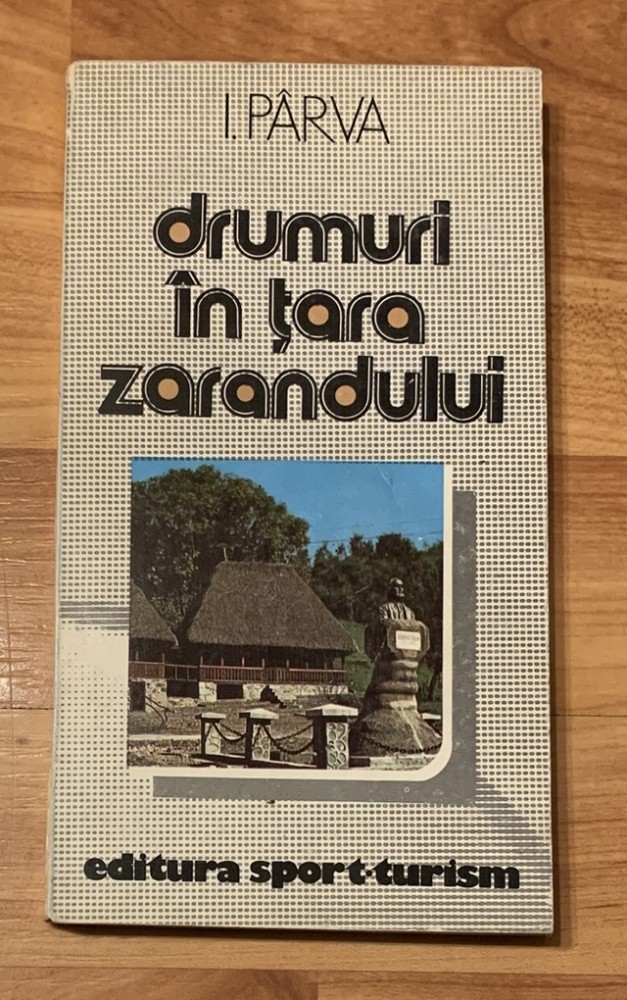 I. PÂRVA
drumuri
în țara
zarandului
editura sport-turism